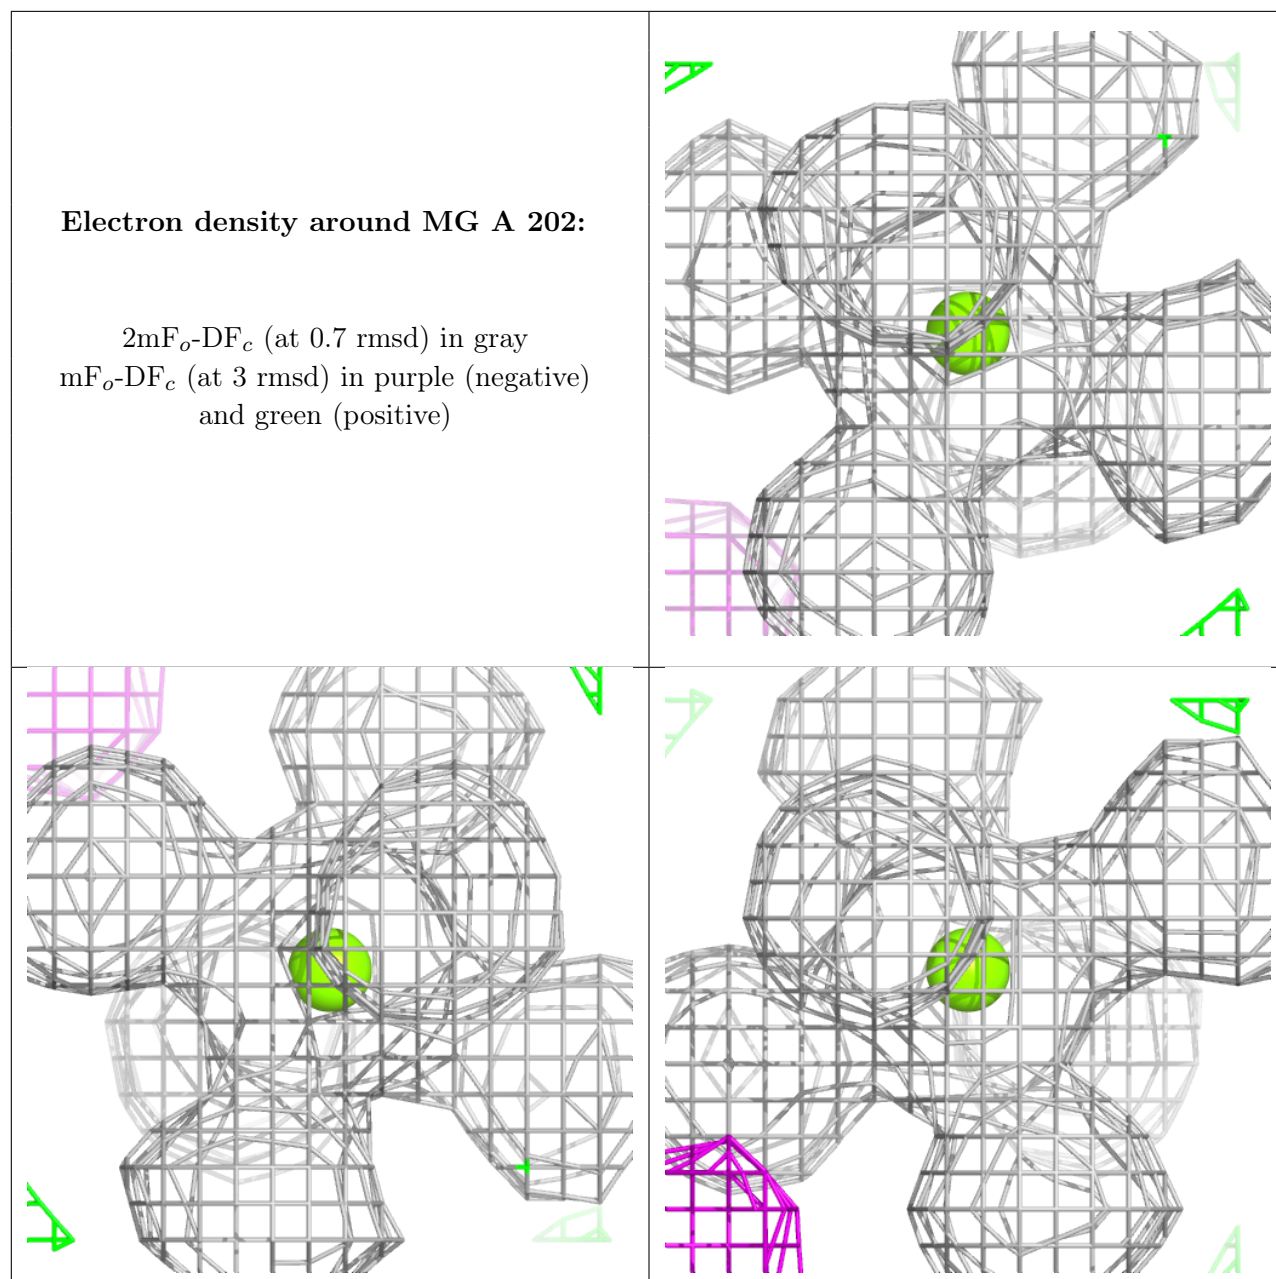 Electron density around MG A 202:
2mFo-DFc (at 0.7 rmsd) in gray
mFo-DFc (at 3 rmsd) in purple (negative)
and green (positive)